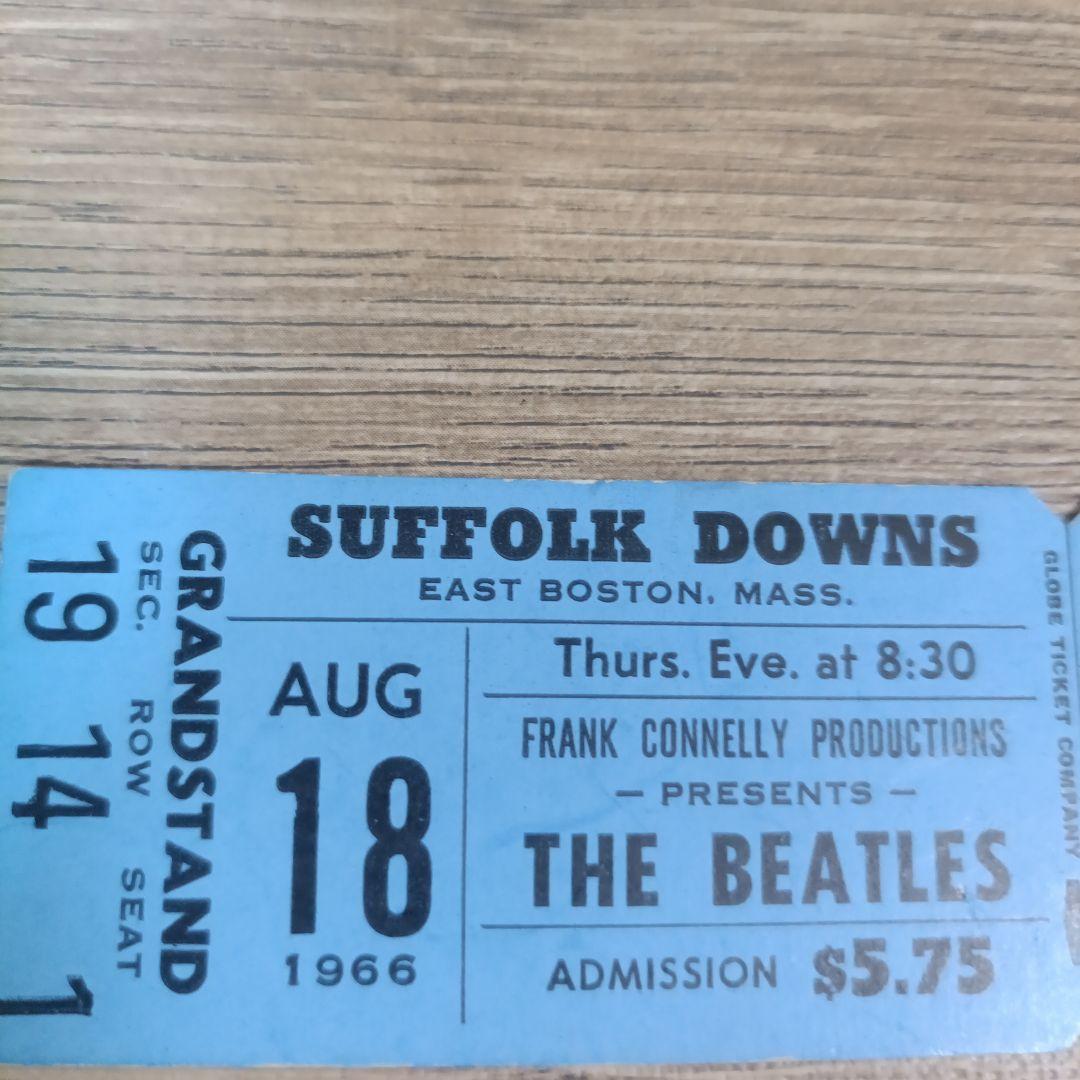 SUFFOLK DOWNS
EAST BOSTON, MASS.
GRANDSTAND
SEC. ROW SEAT
19 14 1
AUG
18
1966
Thurs. Eve. at 8:30
FRANK CONNELLY PRODUCTIONS
— PRESENTS —
THE BEATLES
ADMISSION $5.75
GLOBE TICKET COMPANY